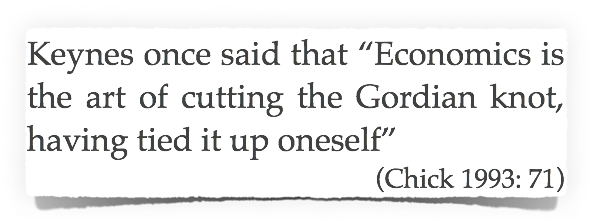 Keynes once said that “Economics is
the art of cutting the Gordian knot,
having tied it up oneself”
(Chick 1993: 71)